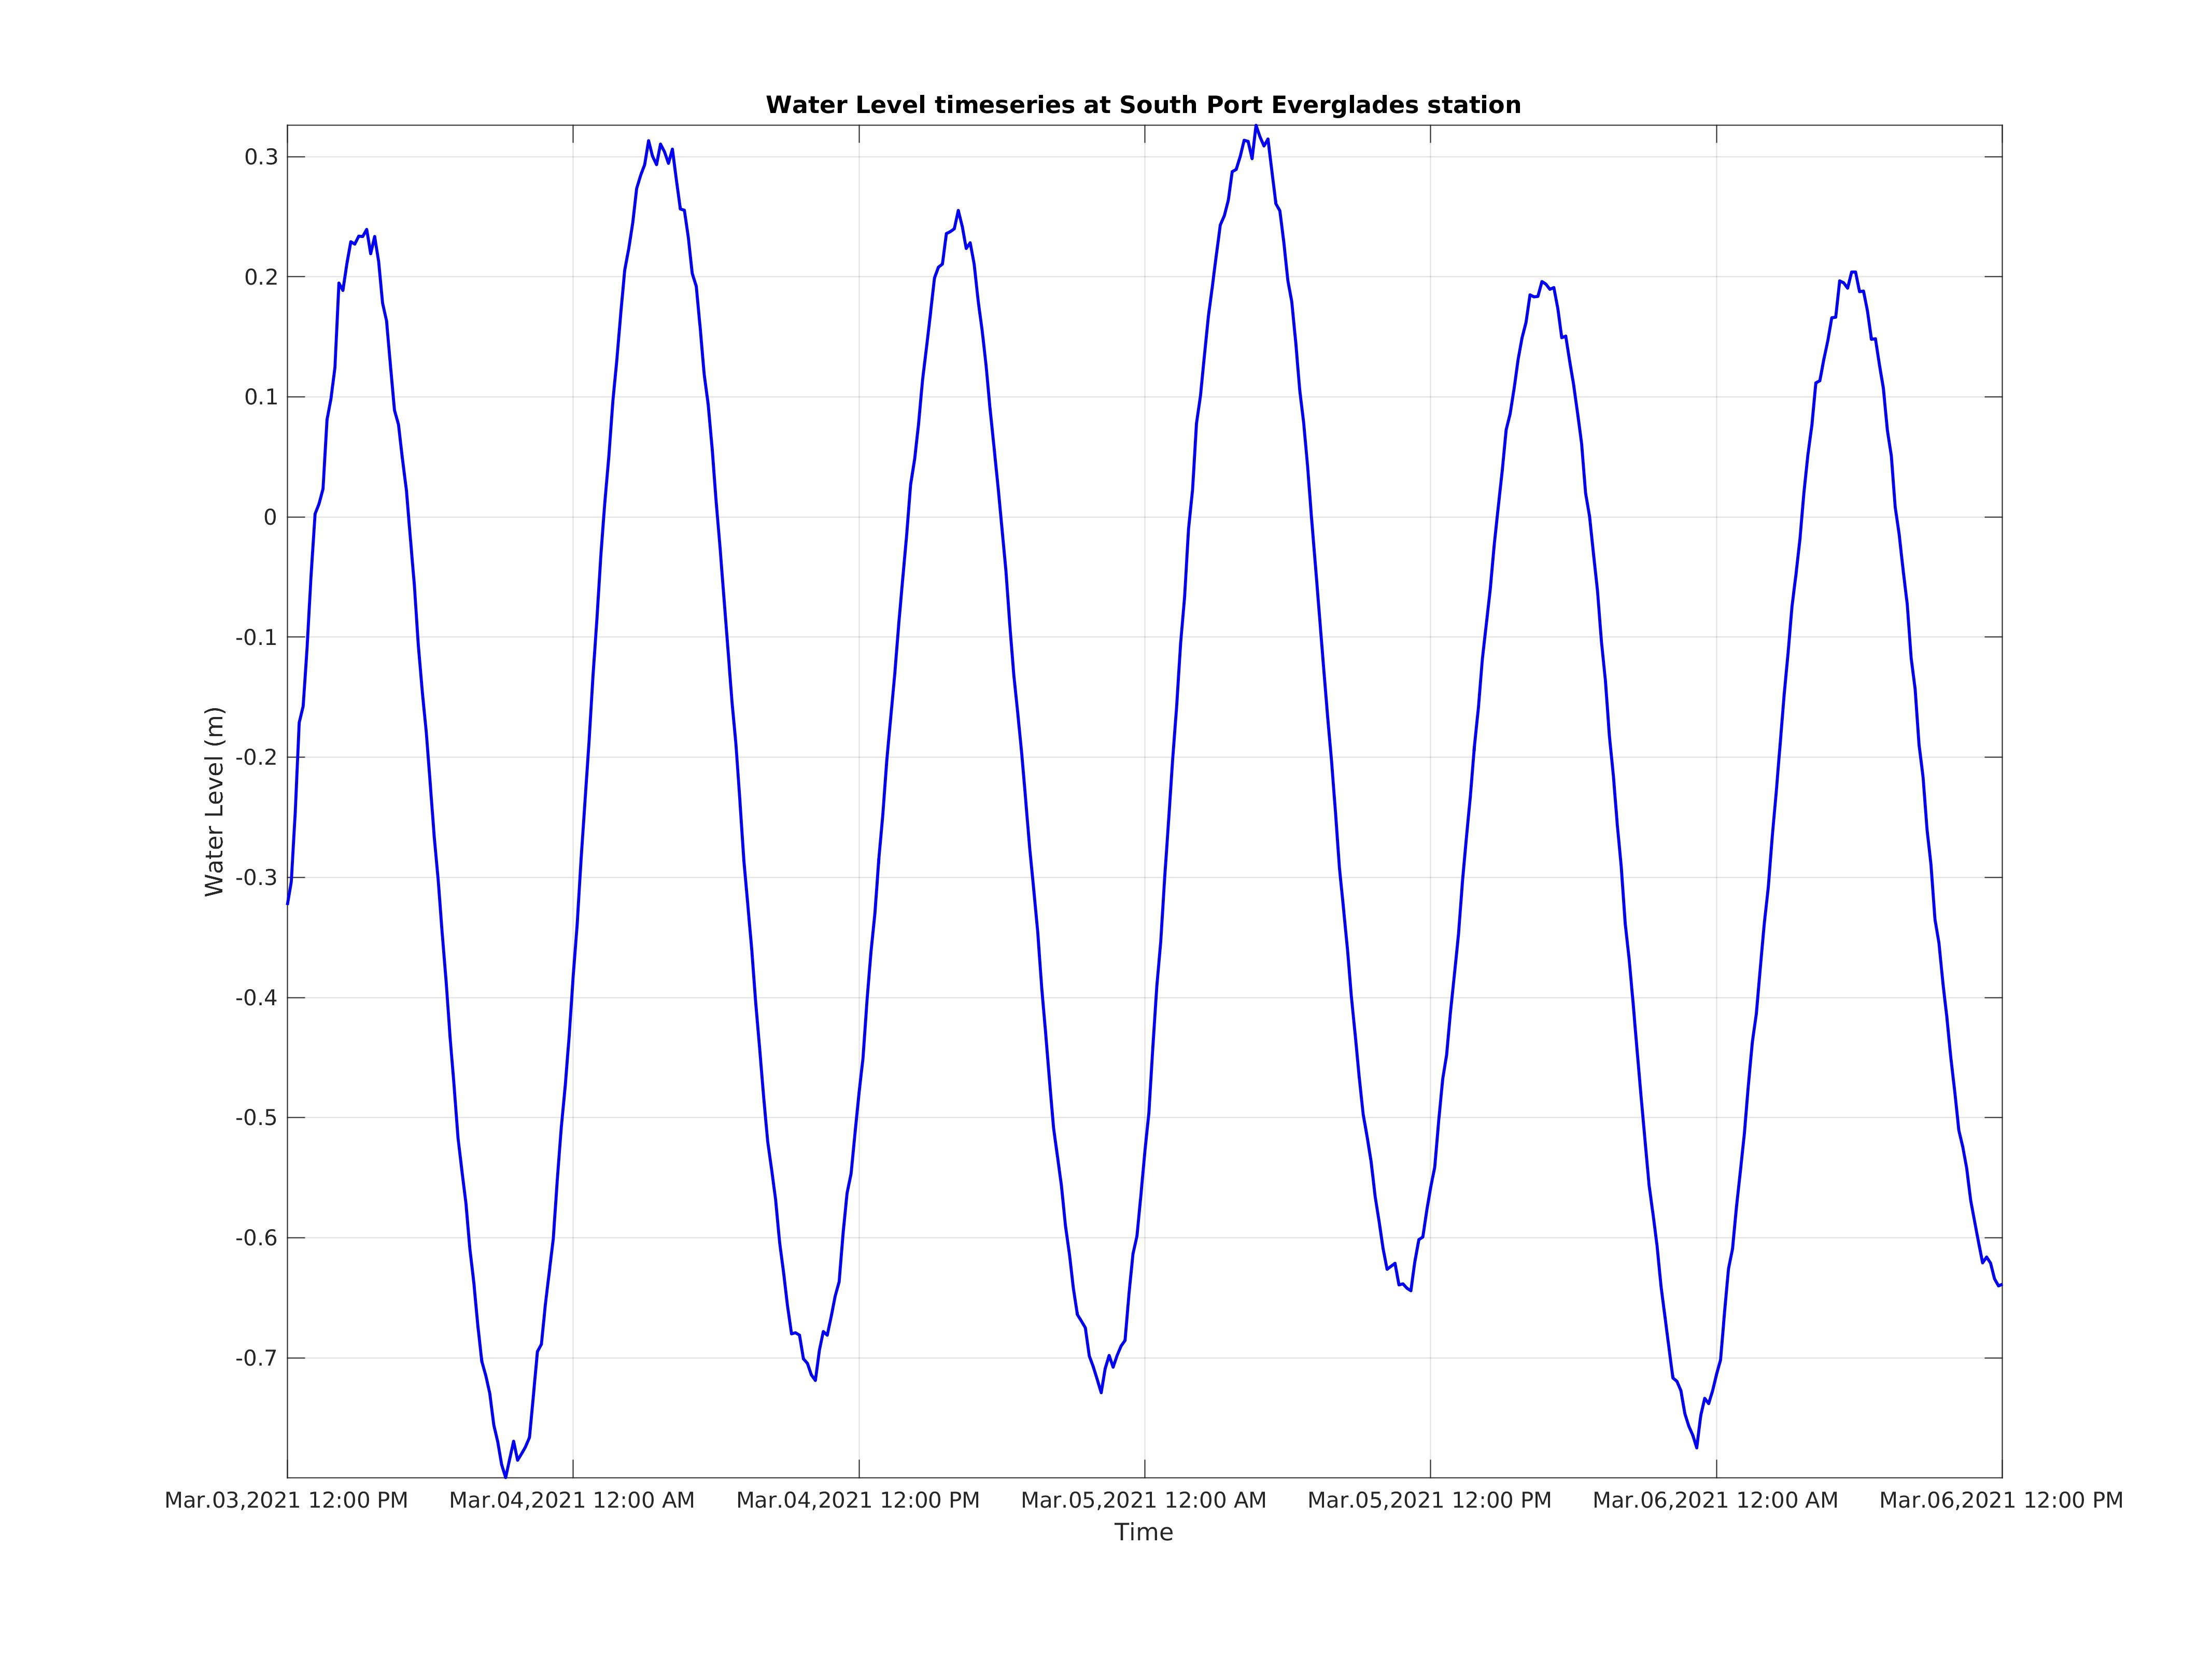 Water Level timeseries at South Port Everglades station
0.3
0.2
0.1
0
-0.1
-0.2
-0.3
-0.4
-0.5
-0.6
-0.7
Water Level (m)
Mar.03,2021 12:00 PM Mar.04,2021 12:00 AM Mar.04,2021 12:00 PM Mar.05,2021 12:00 AM Mar.05,2021 12:00 PM Mar.06,2021 12:00 AM Mar.06,2021 12:00 PM
Time